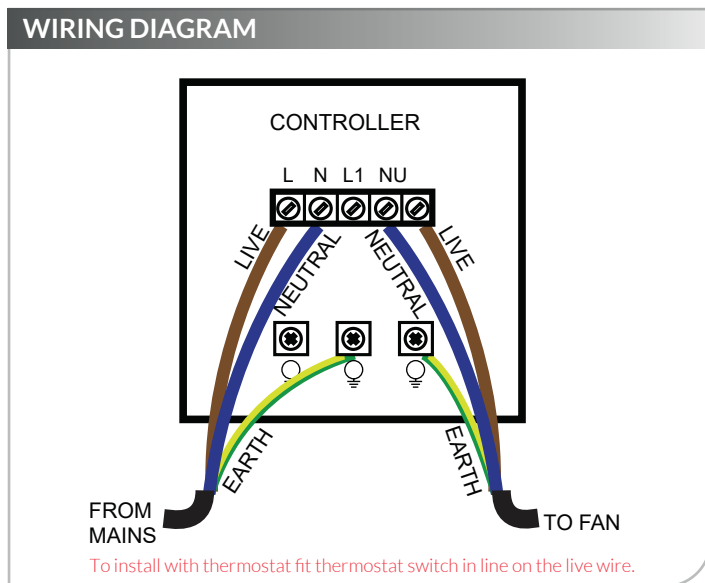 WIRING DIAGRAM
CONTROLLER
L N L1 NU
LIVE
NEUTRAL
NEUTRAL
LIVE
EARTH
EARTH
FROM
MAINS
TO FAN
To install with thermostat fit thermostat switch in line on the live wire.